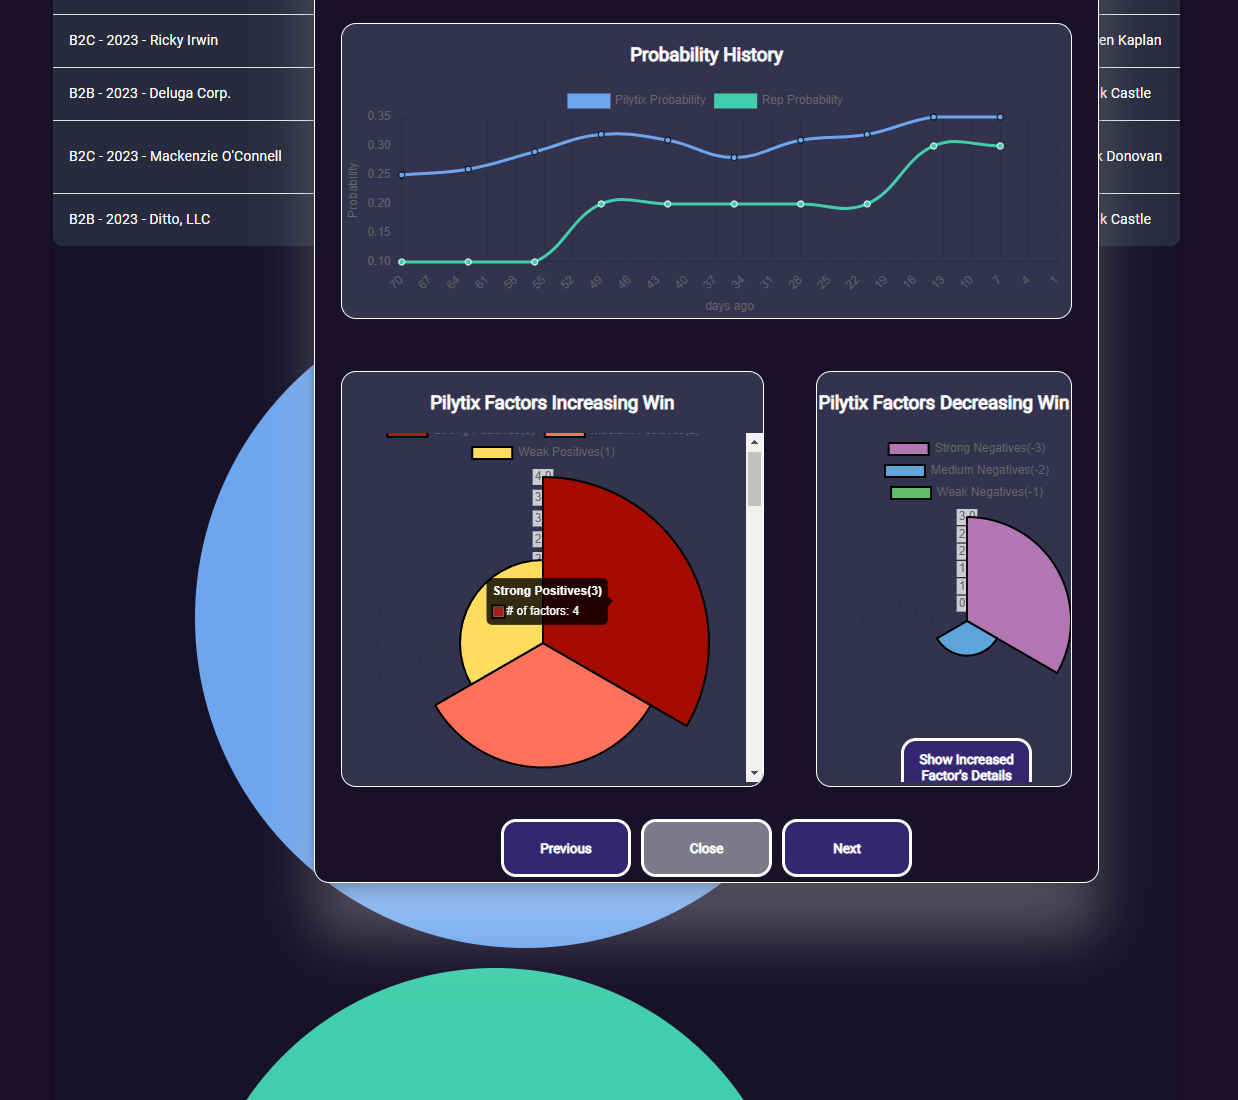 B2C - 2023 - Ricky Irwin
en Kaplan
B2B - 2023 - Deluga Corp.
k Castle
B2C - 2023 - Mackenzie O'Connell
k Donovan
B2B - 2023 - Ditto, LLC
k Castle
Probability History
Pilytix Probability
Rep Probability
0.35
0.30
0.25
0.20
0.15
0.10
Probability
70 67 64 61 58 55 52 49 46 43 40 37 34 31 28 25 22 19 16 13 10 7 4 1
days ago
Pilytix Factors Increasing Win
Weak Positives(1)
4.0
3
3
2
Strong Positives(3)
# of factors: 4
Pilytix Factors Decreasing Win
Strong Negatives(-3)
Medium Negatives(-2)
Weak Negatives(-1)
3.0
2
2
1
1
0
Show Increased
Factor's Details
Previous
Close
Next